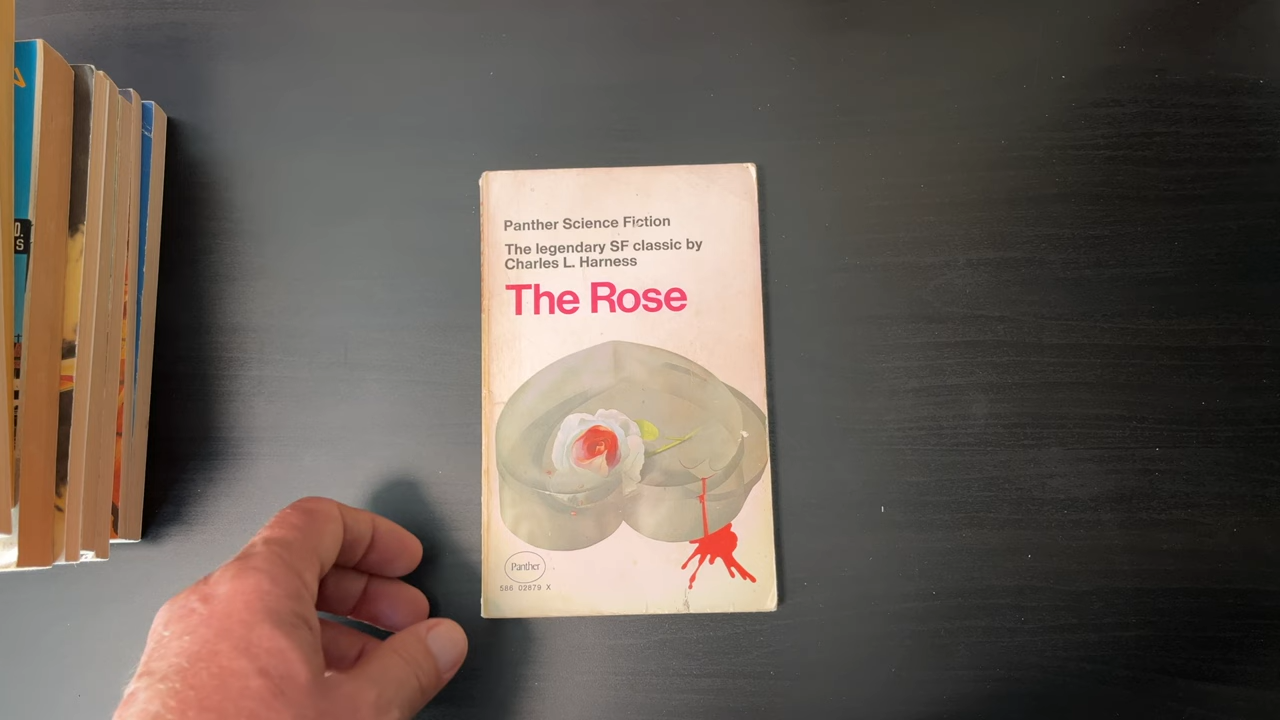 Panther Science Fiction
The legendary SF classic by
Charles L. Harness
The Rose
Panther
586 02879 X